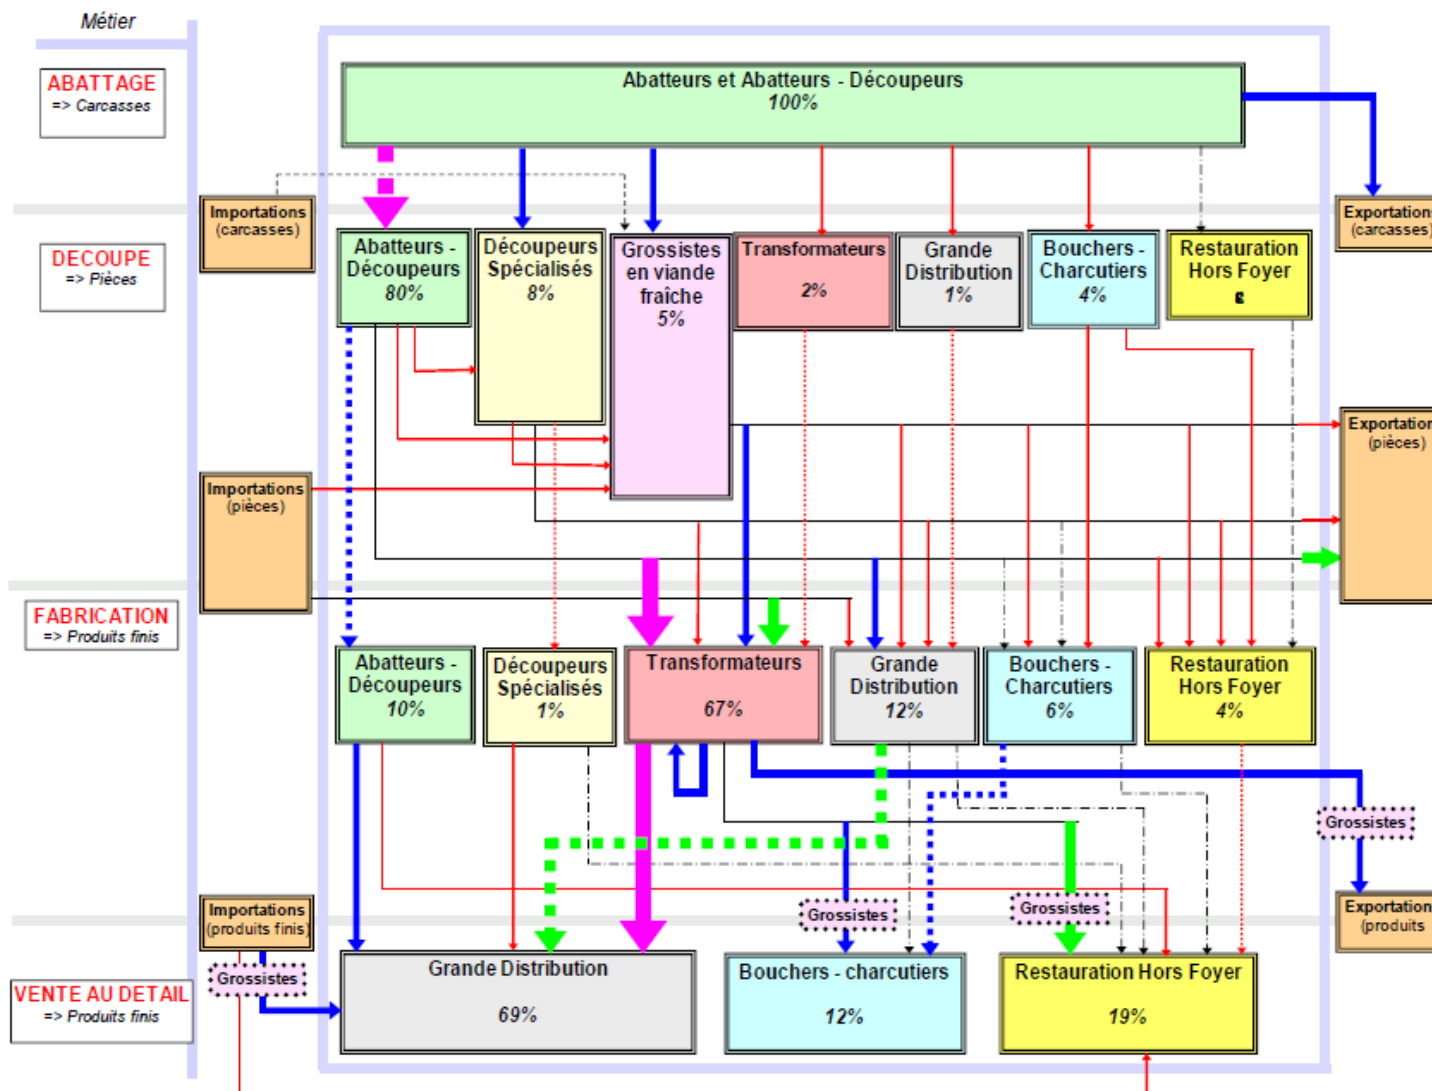 Métier
ABATTAGE
=> Carcasses
Abatteurs et Abatteurs - Découpeurs
100%
Importations
(carcasses)
Exportations
(carcasses)
DECOUPE
=> Pièces
Abatteurs -
Découpeurs
80%
Découpeurs
Spécialisés
8%
Grossistes
en viande
fraîche
5%
Transformateurs
2%
Grande
Distribution
1%
Bouchers -
Charcutiers
4%
Restauration
Hors Foyer
Importations
(pièces)
Exportation
(pièces)
FABRICATION
=> Produits finis
Abatteurs -
Découpeurs
10%
Découpeurs
Spécialisés
1%
Transformateurs
67%
Grande
Distribution
12%
Bouchers -
Charcutiers
6%
Restauration
Hors Foyer
4%
Grossistes
Importations
(produits finis)
Grossistes
Grossistes
Grossistes
Exportation
(produits
VENTE AU DETAIL
=> Produits finis
Grande Distribution
69%
Bouchers - charcutiers
12%
Restauration Hors Foyer
19%